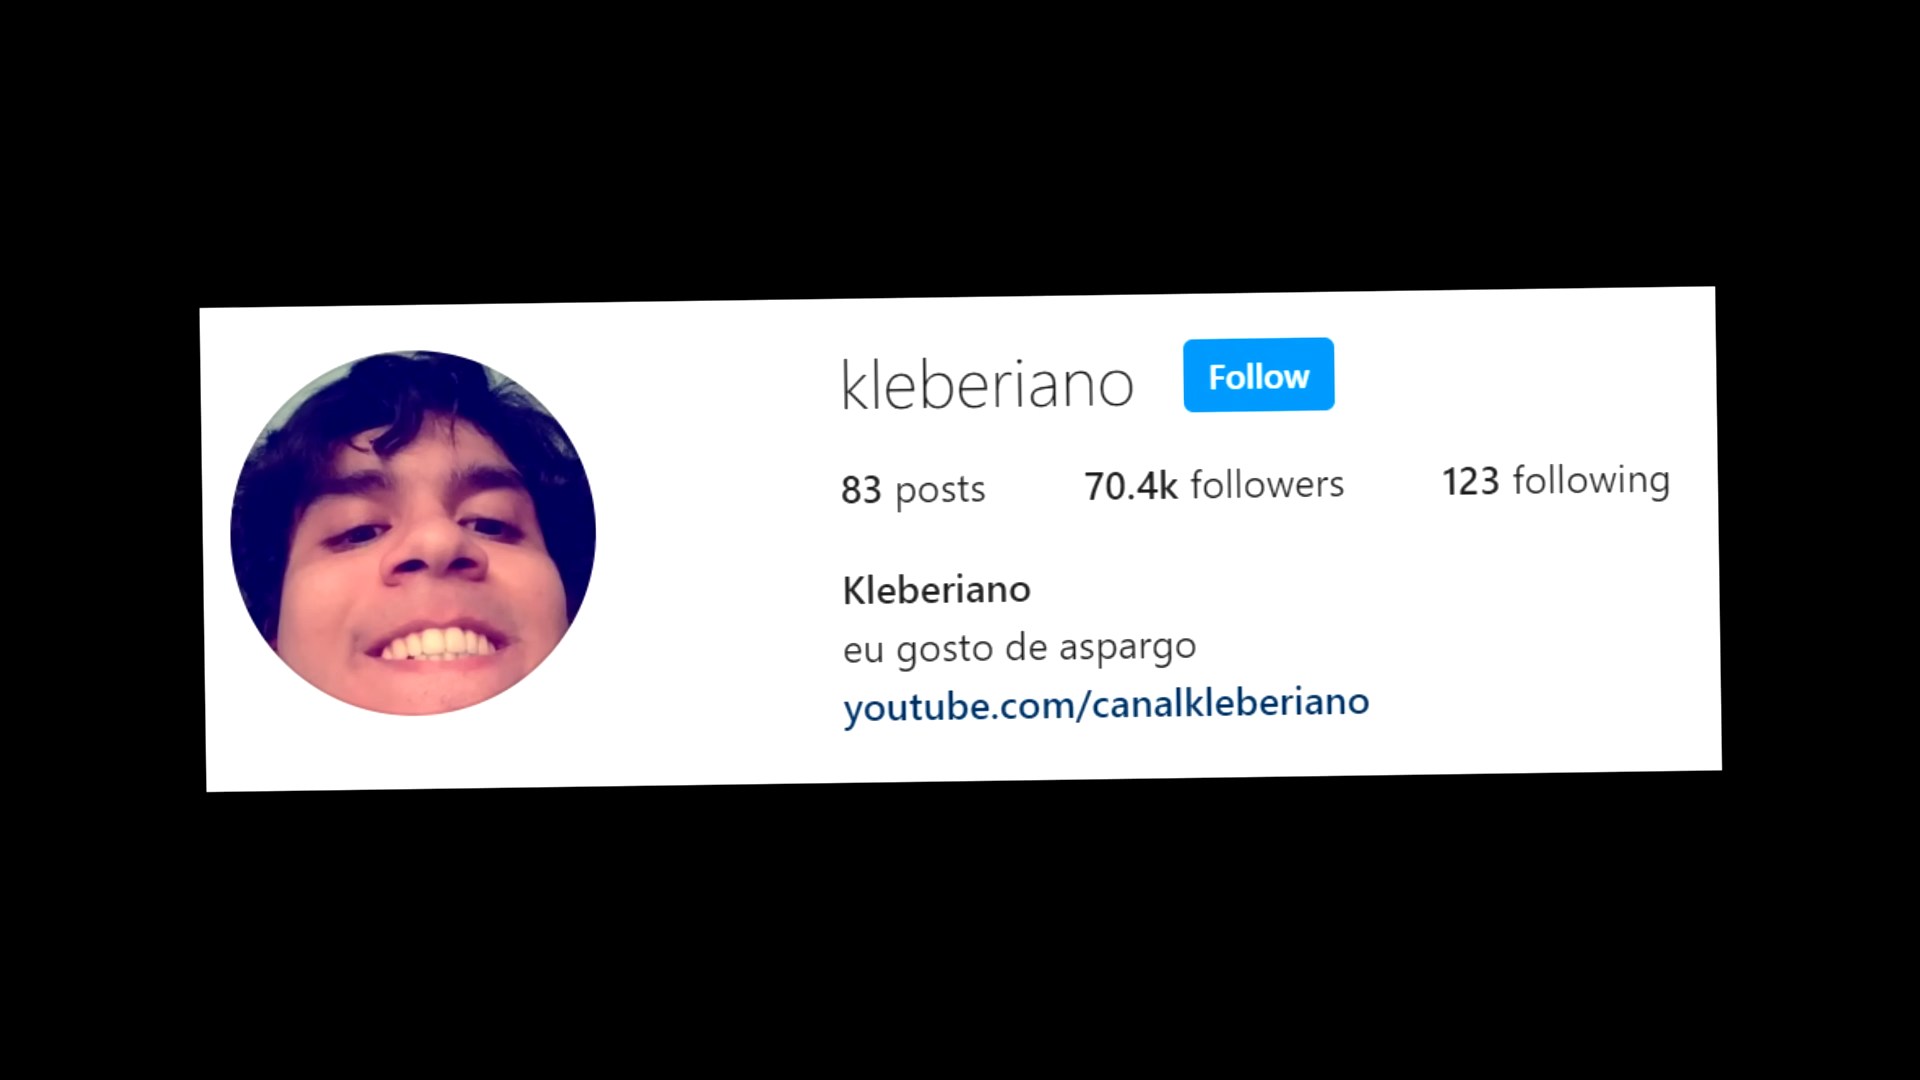 kleberiano Follow
83 posts 70.4k followers 123 following
Kleberiano
eu gosto de aspargo
youtube.com/canalkleberiano